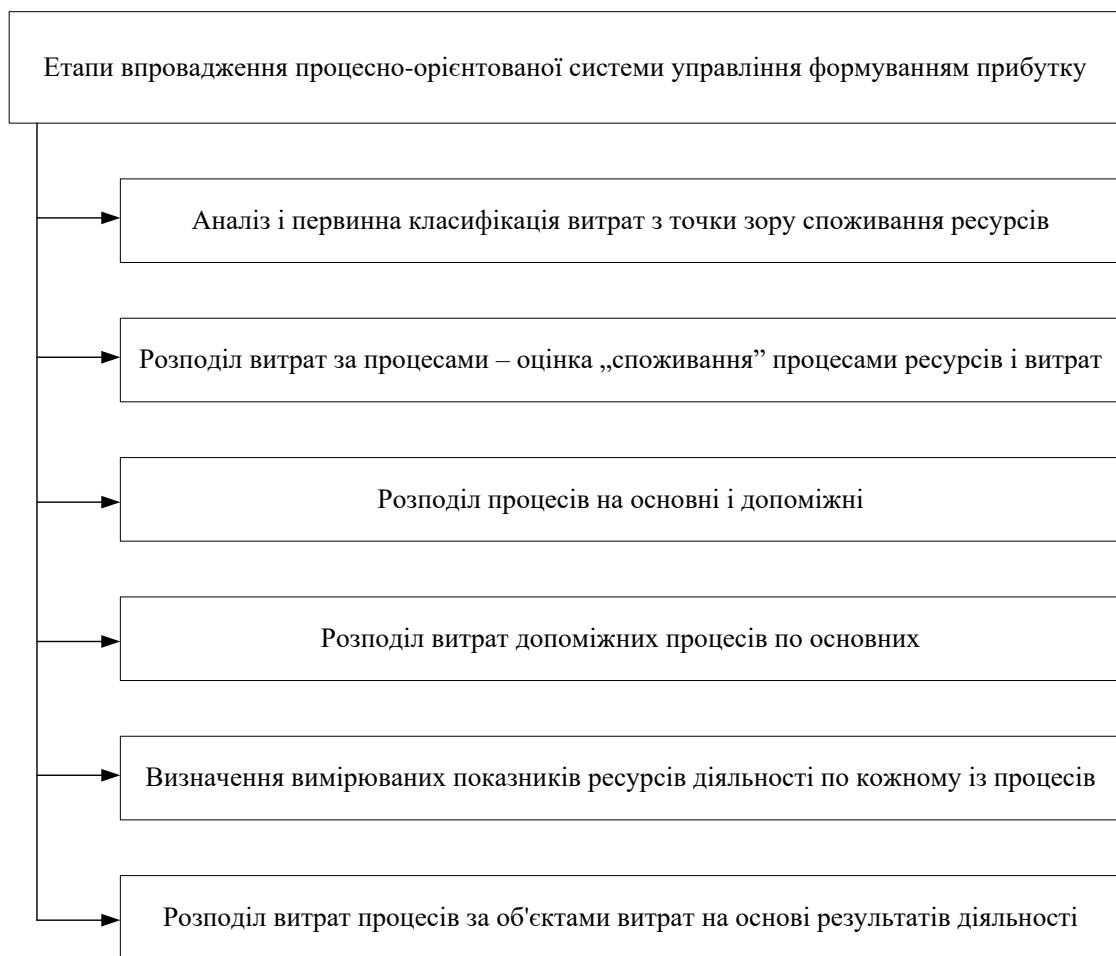 Етапи впровадження процесно-орієнтованої системи управління формуванням прибутку
Аналіз і первинна класифікація витрат з точки зору споживання ресурсів
Розподіл витрат за процесами – оцінка „споживання” процесами ресурсів і витрат
Розподіл процесів на основні і допоміжні
Розподіл витрат допоміжних процесів по основних
Визначення вимірюваних показників ресурсів діяльності по кожному із процесів
Розподіл витрат процесів за об'єктами витрат на основі результатів діяльності